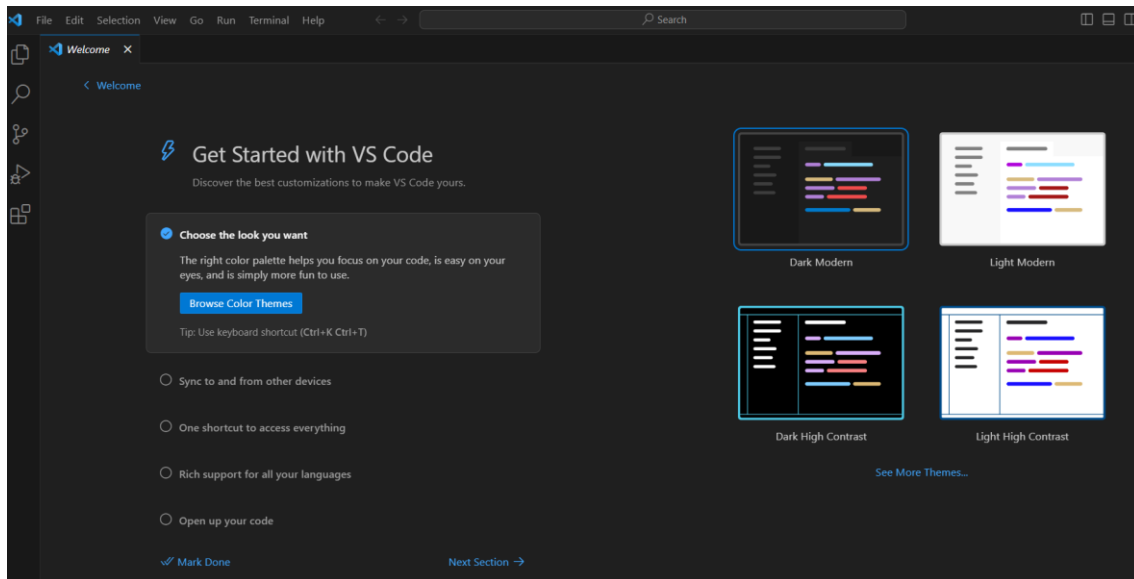 File Edit Selection View Go Run Terminal Help
Search
Welcome
Welcome
Get Started with VS Code
Discover the best customizations to make VS Code yours.
Choose the look you want
The right color palette helps you focus on your code, is easy on your
eyes, and is simply more fun to use.
Browse Color Themes
Tip: Use keyboard shortcut (Ctrl+K Ctrl+T)
Sync to and from other devices
One shortcut to access everything
Rich support for all your languages
Open up your code
Mark Done
Next Section
Dark Modern
Light Modern
Dark High Contrast
Light High Contrast
See More Themes...